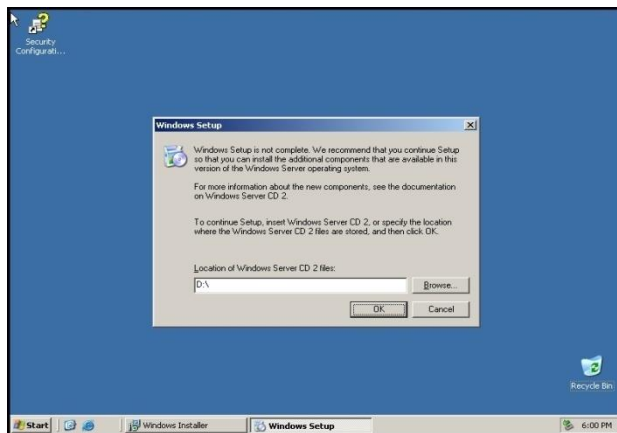 Security
Configurati...
Windows Setup
Windows Setup is not complete. We recommend that you continue Setup
so that you can install the additional components that are available in this
version of the Windows Server operating system.
For more information about the new components, see the documentation
on Windows Server CD 2.
To continue Setup, insert Windows Server CD 2, or specify the location
where the Windows Server CD 2 files are stored, and then click OK.
Location of Windows Server CD 2 files:
D:\
Browse...
OK
Cancel
Recycle Bin
Start
Windows Installer
Windows Setup
6:00 PM